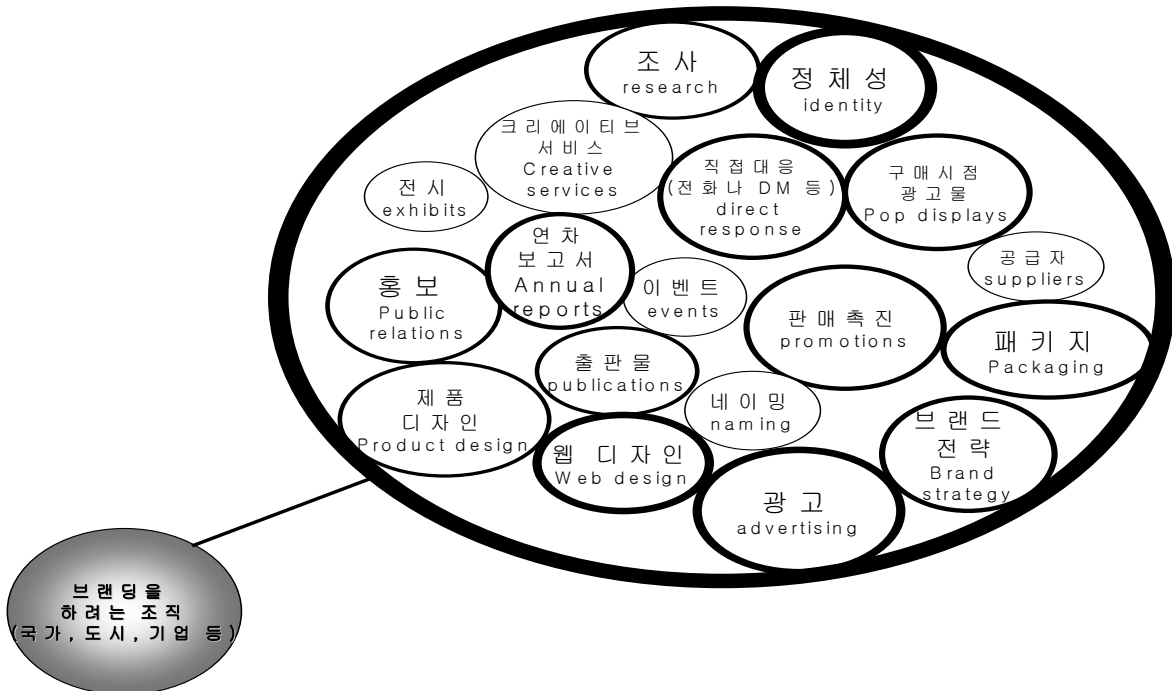 조사
research
정체성
identity
크리에이티브
서비스
Creative
services
직접대응
(전화나 DM 등)
direct
response
구매시점
광고물
Pop displays
전시
exhibits
연차
보고서
Annual
reports
공급자
suppliers
홍보
Public
relations
이벤트
events
판매촉진
promotions
패키지
Packaging
출판물
publications
제품
디자인
Product design
네이밍
naming
브랜드
전략
Brand
strategy
웹 디자인
Web design
광고
advertising
브랜딩을
하려는 조직
(국가, 도시, 기업 등)